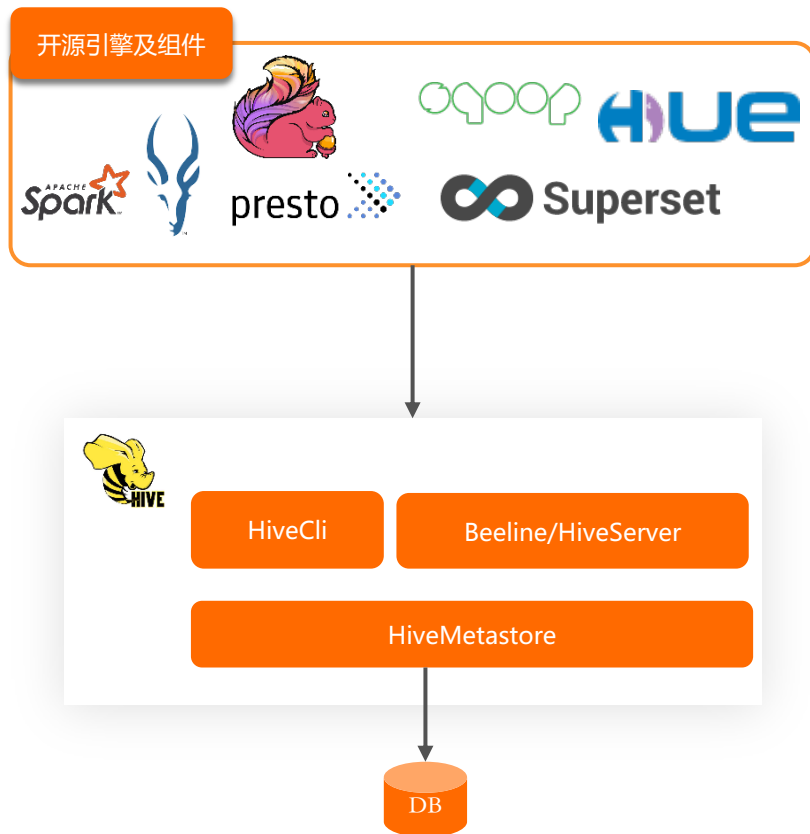 开源引擎及组件
sqoop
HUE
APACHE
Spark
presto
Superset
HIVE
HiveCli
Beeline/HiveServer
HiveMetastore
DB